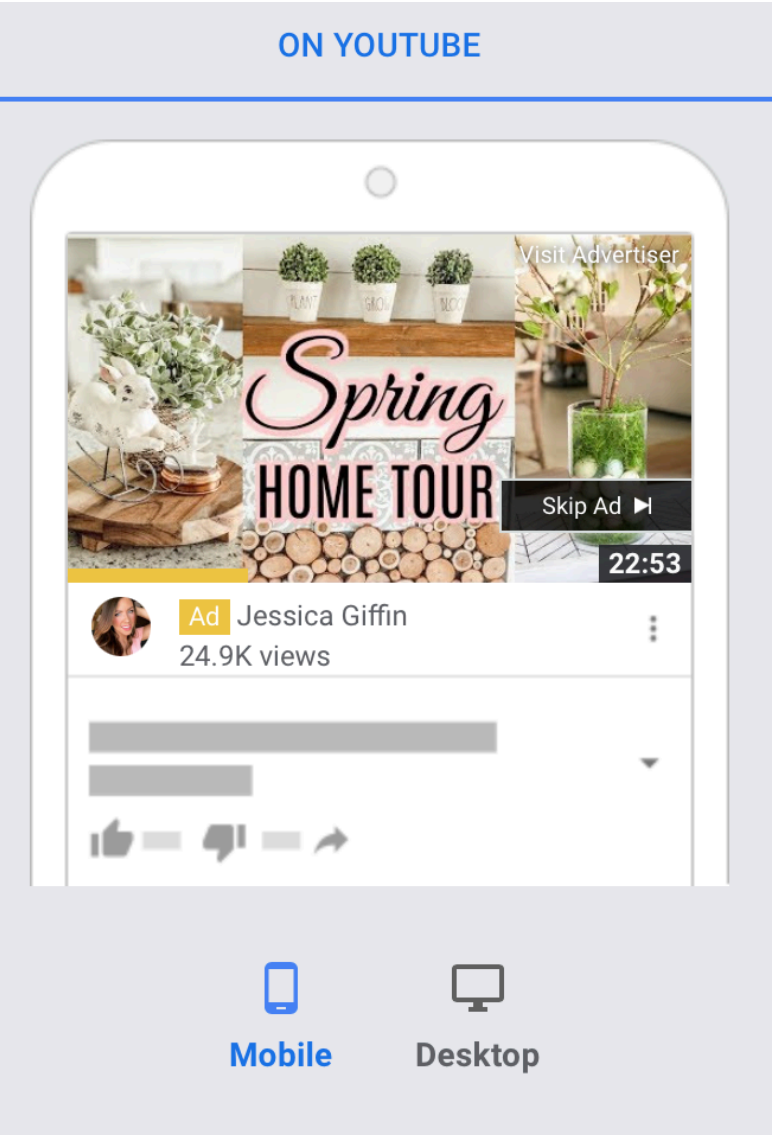 ON YOUTUBE
Visit Advertiser
PLANT GROW BLOOM
Spring
HOME TOUR
Skip Ad
22:53
Ad Jessica Giffin
24.9K views
Mobile Desktop